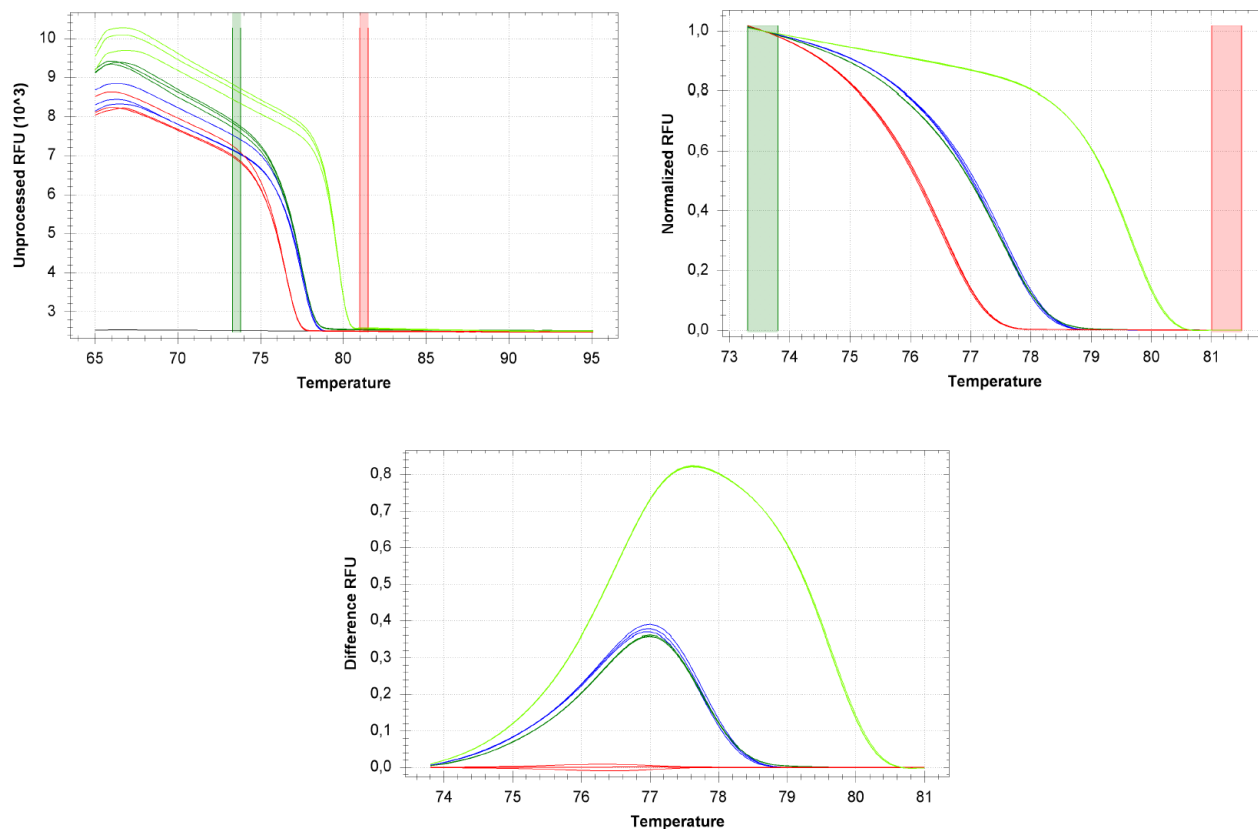 Unprocessed RFU (10^3)
10
9
8
7
6
5
4
3
65 70 75 80 85 90 95
Temperature
Normalized RFU
1,0
0,8
0,6
0,4
0,2
0,0
73 74 75 76 77 78 79 80 81
Temperature
Difference RFU
0,8
0,7
0,6
0,5
0,4
0,3
0,2
0,1
0,0
74 75 76 77 78 79 80 81
Temperature